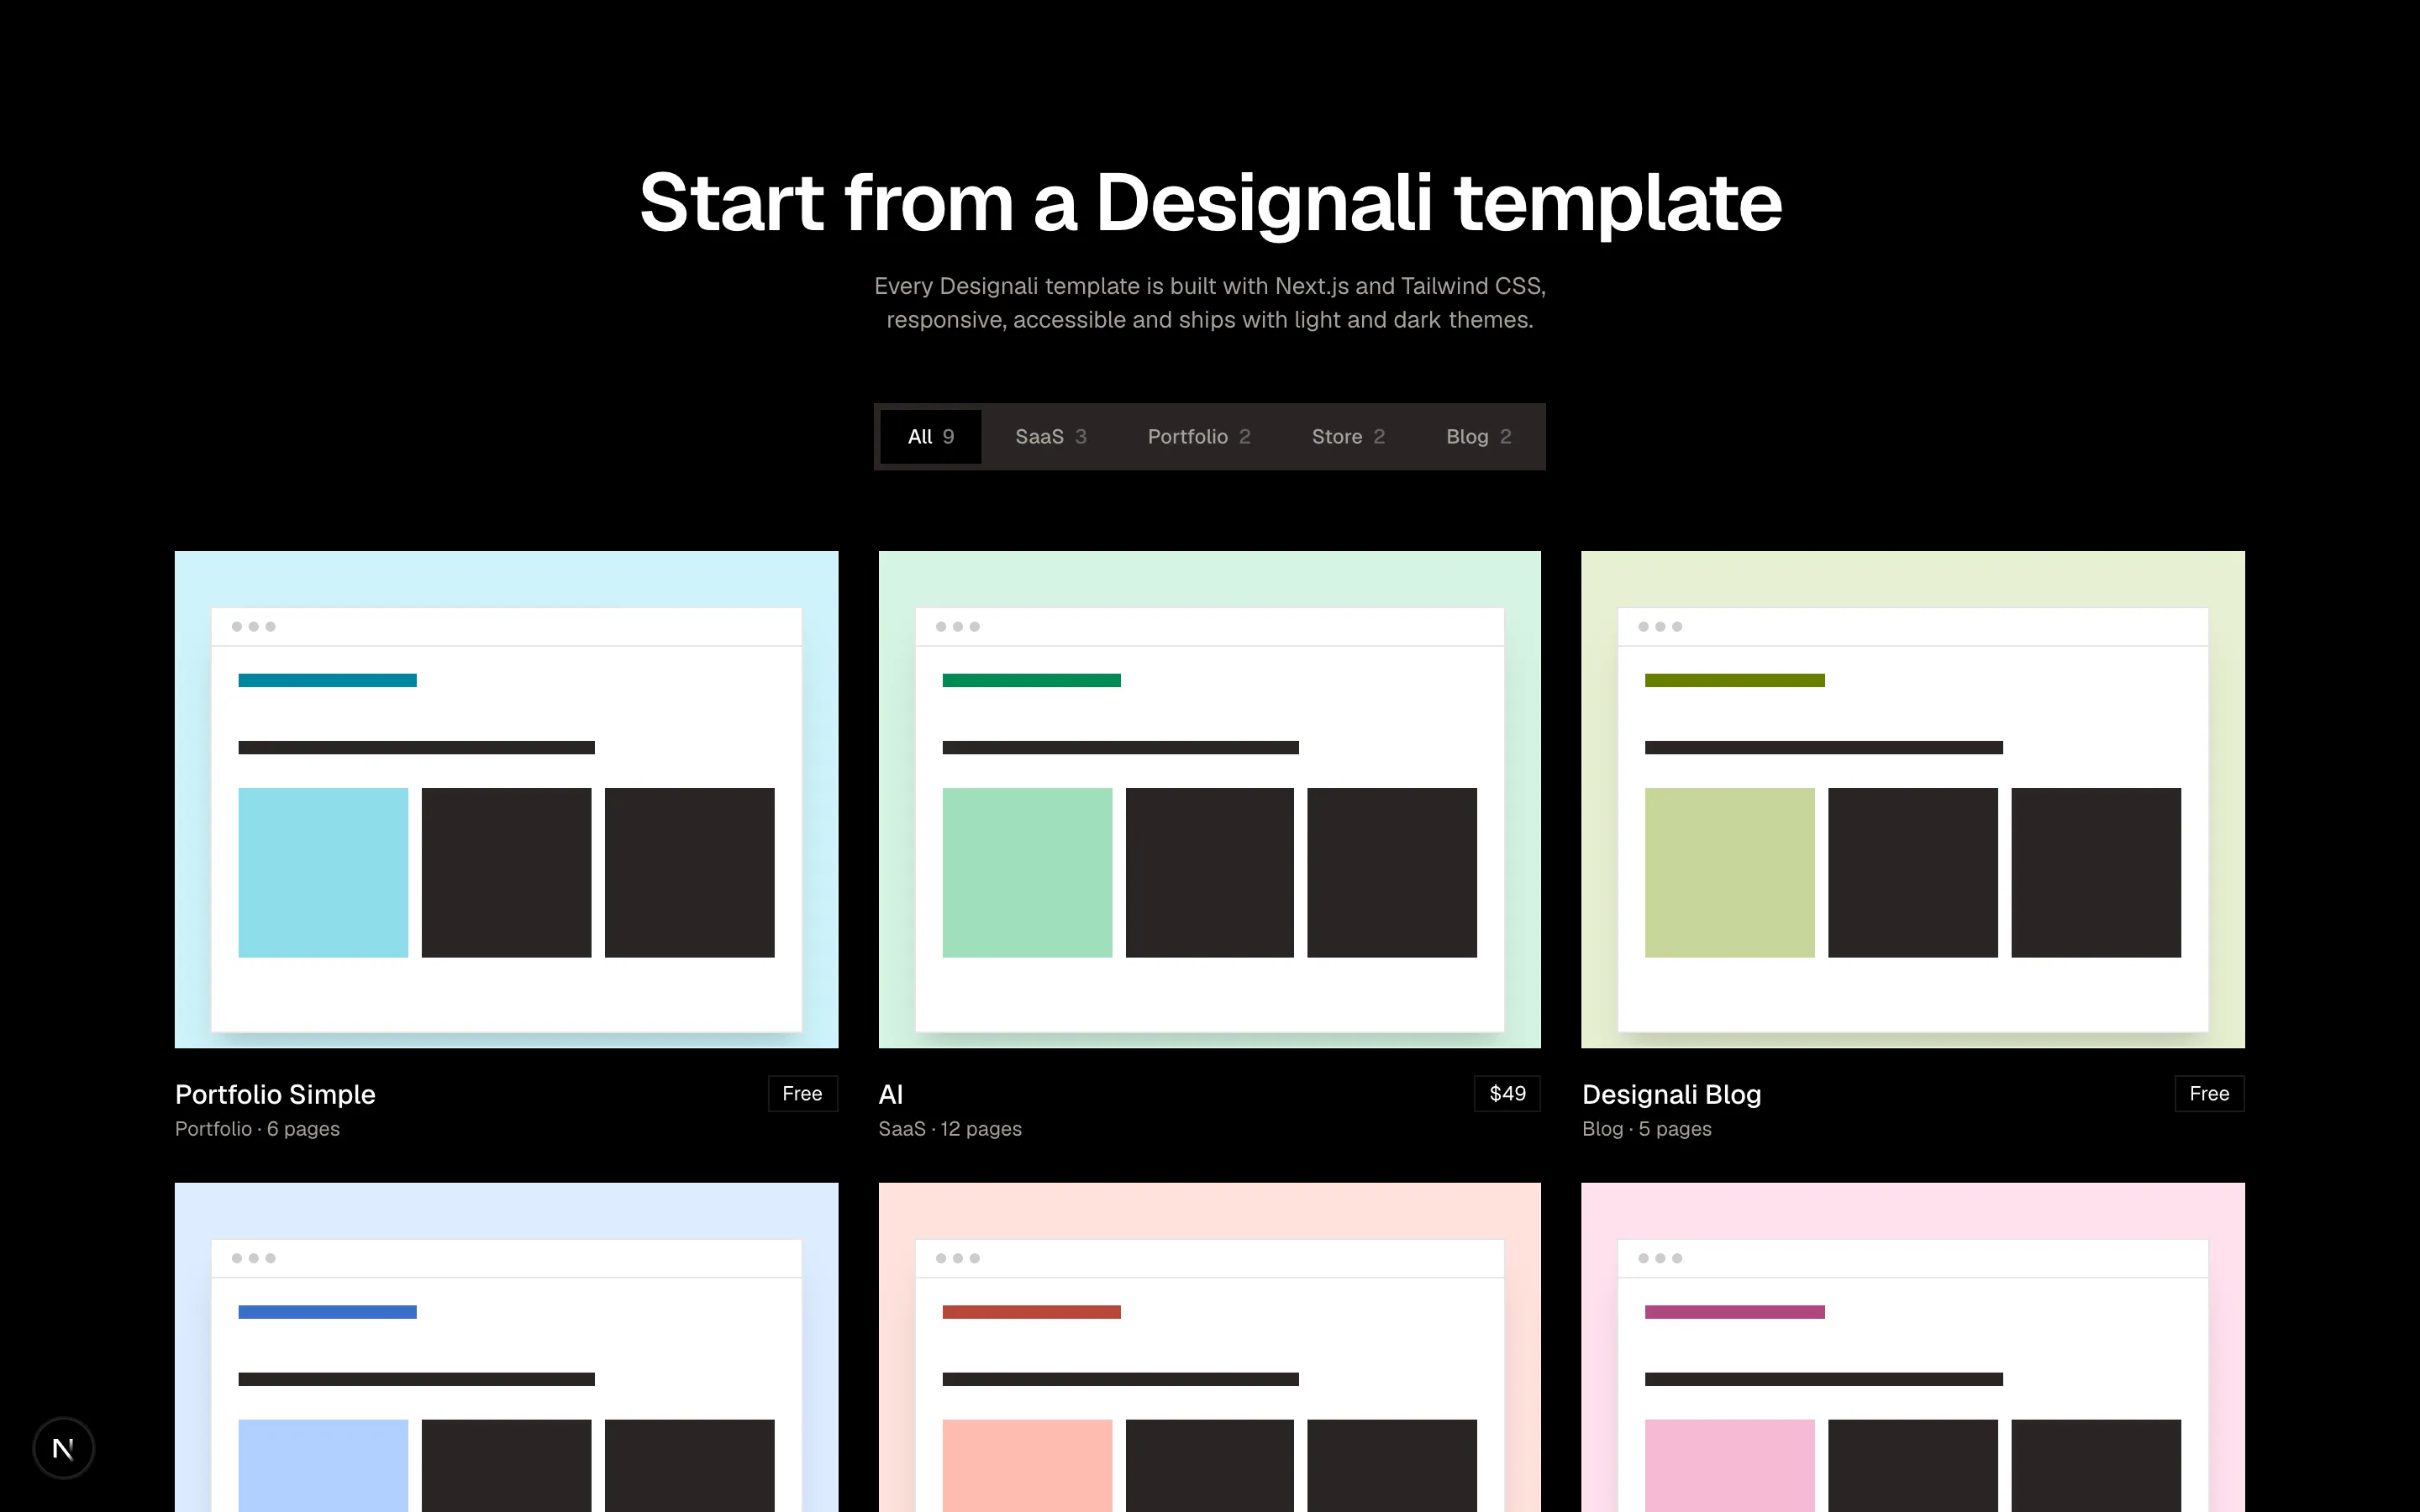 Start from a Designali template
Every Designali template is built with Next.js and Tailwind CSS,
responsive, accessible and ships with light and dark themes.
All 9 SaaS 3 Portfolio 2 Store 2 Blog 2
Portfolio Simple Free
Portfolio · 6 pages
AI $49
SaaS · 12 pages
Designali Blog Free
Blog · 5 pages
N